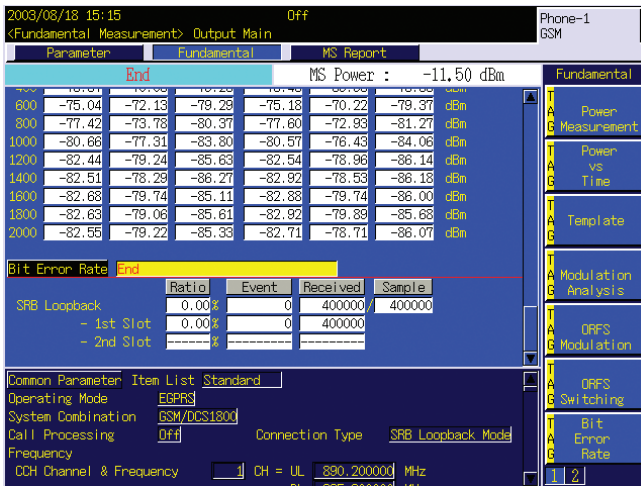 2003/08/18 15:15 Off Phone-1
<Fundamental Measurement> Output Main GSM
Parameter Fundamental MS Report
End MS Power : -11.50 dBm Fundamental
600 -75.04 -72.13 -79.29 -75.18 -70.22 -79.37 dBm
800 -77.42 -73.78 -80.37 -77.60 -72.93 -81.27 dBm
1000 -80.66 -77.31 -83.80 -80.57 -76.43 -84.06 dBm
1200 -82.44 -79.24 -85.63 -82.54 -78.96 -86.14 dBm
1400 -82.51 -78.29 -86.27 -82.92 -78.53 -86.18 dBm
1600 -82.68 -79.74 -85.11 -82.88 -79.74 -86.00 dBm
1800 -82.63 -79.06 -85.61 -82.92 -79.89 -85.68 dBm
2000 -82.55 -79.22 -85.33 -82.71 -78.71 -86.07 dBm
Bit Error Rate End
Ratio Event Received Sample
SRB Loopback 0.00% 0 400000/ 400000
- 1st Slot 0.00% 0 400000
- 2nd Slot ------% -------- --------
Common Parameter Item List Standard
Operating Mode EGPRS
System Combination GSM/DCS1800
Call Processing Off Connection Type SRB Loopback Mode
Frequency
CCH Channel & Frequency 1 CH = UL 890.200000 MHz
TAG Power Measurement
TAG Power vs Time
TAG Template
TAG Modulation Analysis
TAG ORFS Modulation
TAG ORFS Switching
TAG Bit Error Rate
1 2